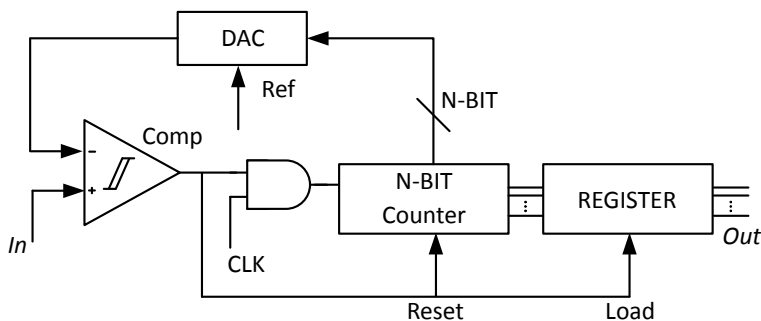 DAC
Ref
N-BIT
Comp
-
+
N-BIT
Counter
REGISTER
In
CLK
Out
Reset
Load